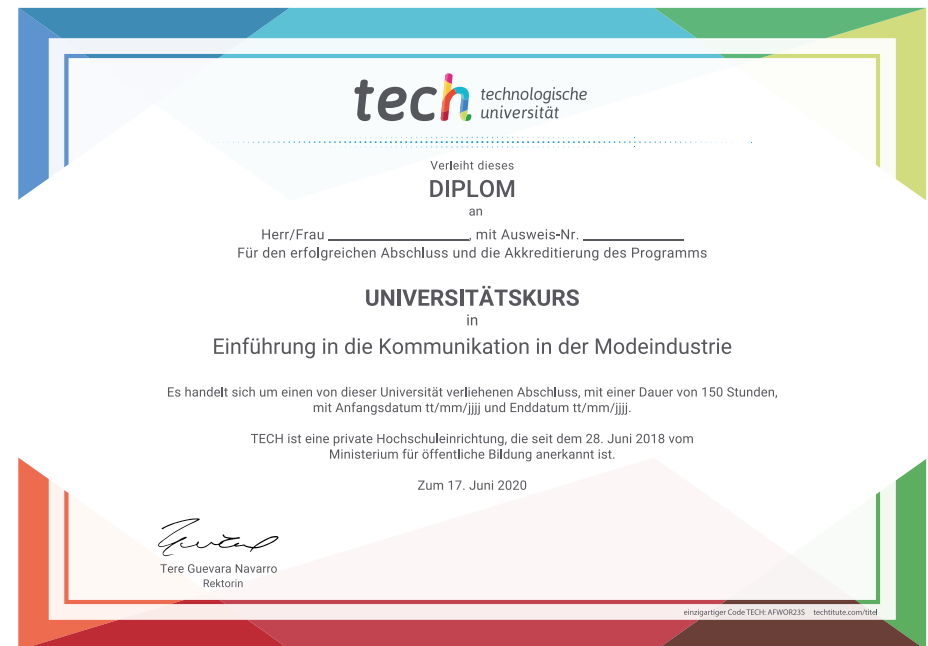 tech technologische
universität
Verleiht dieses
DIPLOM
an
Herr/Frau ____________________, mit Ausweis-Nr. ______________
Für den erfolgreichen Abschluss und die Akkreditierung des Programms
UNIVERSITÄTSKURS
in
Einführung in die Kommunikation in der Modeindustrie
Es handelt sich um einen von dieser Universität verliehenen Abschluss, mit einer Dauer von 150 Stunden,
mit Anfangsdatum tt/mm/jjjj und Enddatum tt/mm/jjjj.
TECH ist eine private Hochschuleinrichtung, die seit dem 28. Juni 2018 vom
Ministerium für öffentliche Bildung anerkannt ist.
Zum 17. Juni 2020
Tere Guevara Navarro
Rektorin
einzigartiger Code TECH: AFWOR23S techtitute.com/titel